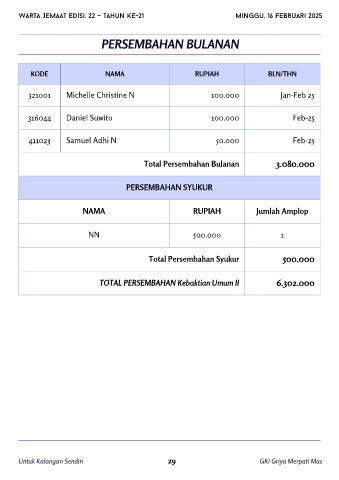 WARTA JEMAAT EDISI. 22 – TAHUN KE-21 MINGGU, 16 FEBRUARI 2025
PERSEMBAHAN BULANAN
KODE NAMA RUPIAH BLN/THN
321001 Michelle Christine N 100.000 Jan-Feb 25
316044 Daniel Suwito 100.000 Feb-25
411023 Samuel Adhi N 50.000 Feb-25
Total Persembahan Bulanan 3.080.000
PERSEMBAHAN SYUKUR
NAMA RUPIAH Jumlah Amplop
NN 500.000 1
Total Persembahan Syukur 500.000
TOTAL PERSEMBAHAN Kebaktian Umum II 6.302.000
Untuk Kalangan Sendiri 29 GKI Griya Merpati Mas